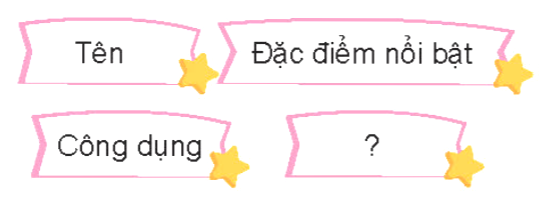 Tên
Đặc điểm nổi bật
Công dụng
?